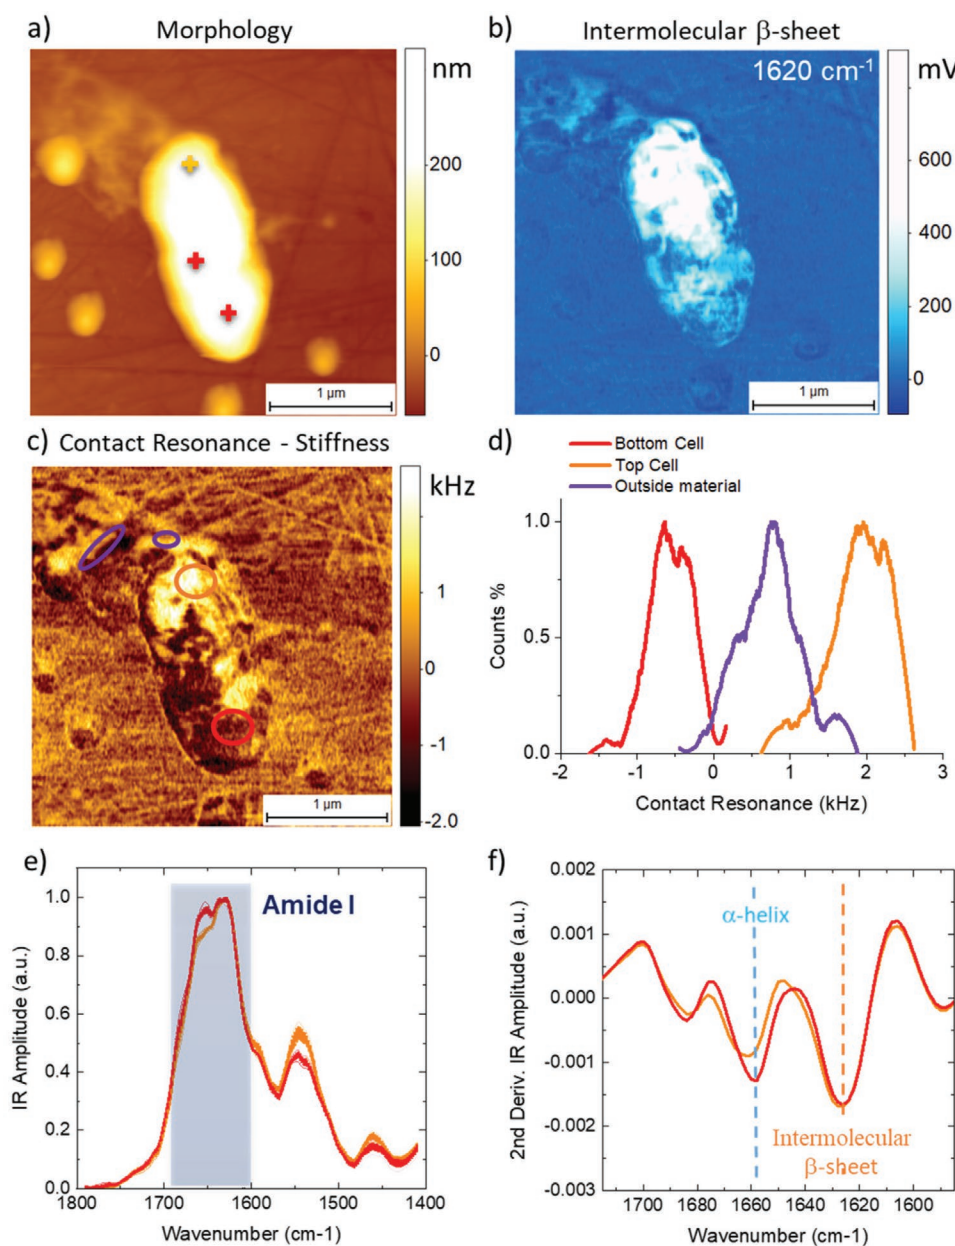 a) Morphology
nm
200
100
0
1 µm
b) Intermolecular β-sheet
1620 cm-1
mV
600
400
200
0
1 µm
c) Contact Resonance - Stiffness
kHz
1
0
-1
-2.0
1 µm
d)
Bottom Cell
Top Cell
Outside material
Counts %
1.0
0.5
0.0
-2 -1 0 1 2 3
Contact Resonance (kHz)
e)
Amide I
IR Amplitude (a.u.)
1.0
0.8
0.6
0.4
0.2
0.0
1800 1700 1600 1500 1400
Wavenumber (cm-1)
f)
2nd Deriv. IR Amplitude (a.u.)
0.002
0.001
0.000
-0.001
-0.002
-0.003
α-helix
Intermolecular
β-sheet
1700 1680 1660 1640 1620 1600
Wavenumber (cm-1)